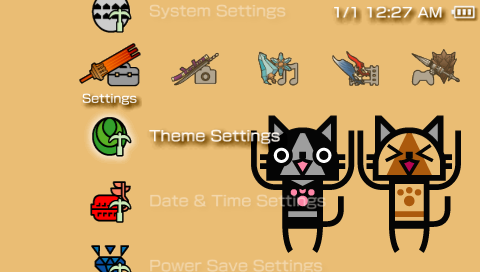 System Settings
1/1 12:27 AM
Settings
Theme Settings
Date & Time Settings
Power Save Settings